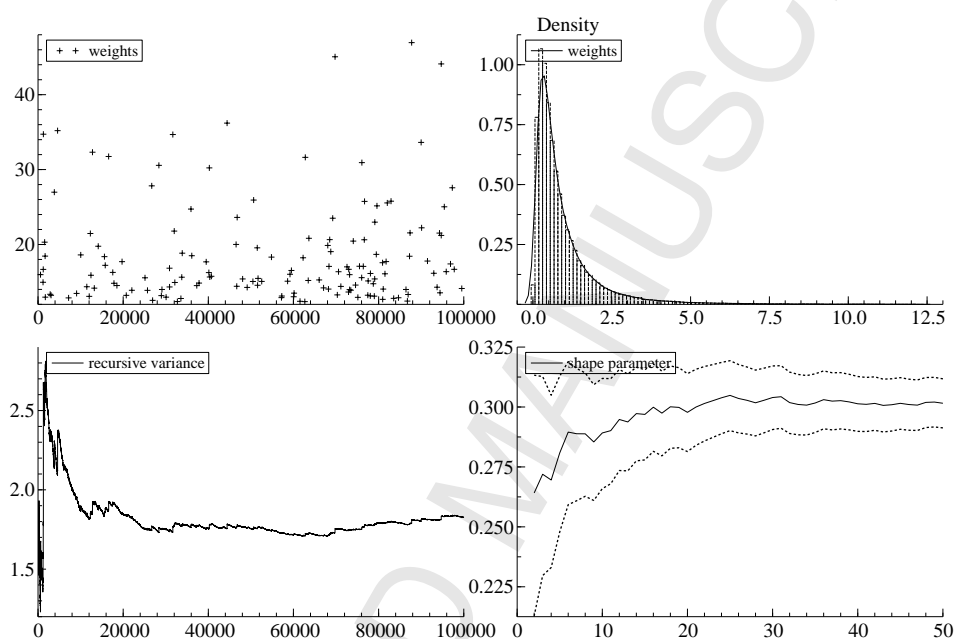 Density
+ + weights
weights
40
30
20
0 20000 40000 60000 80000 100000
1.00
0.75
0.50
0.25
0.0 2.5 5.0 7.5 10.0 12.5
recursive variance
2.5
2.0
1.5
0 20000 40000 60000 80000 100000
shape parameter
0.325
0.300
0.275
0.250
0.225
0 10 20 30 40 50
D MANUSC